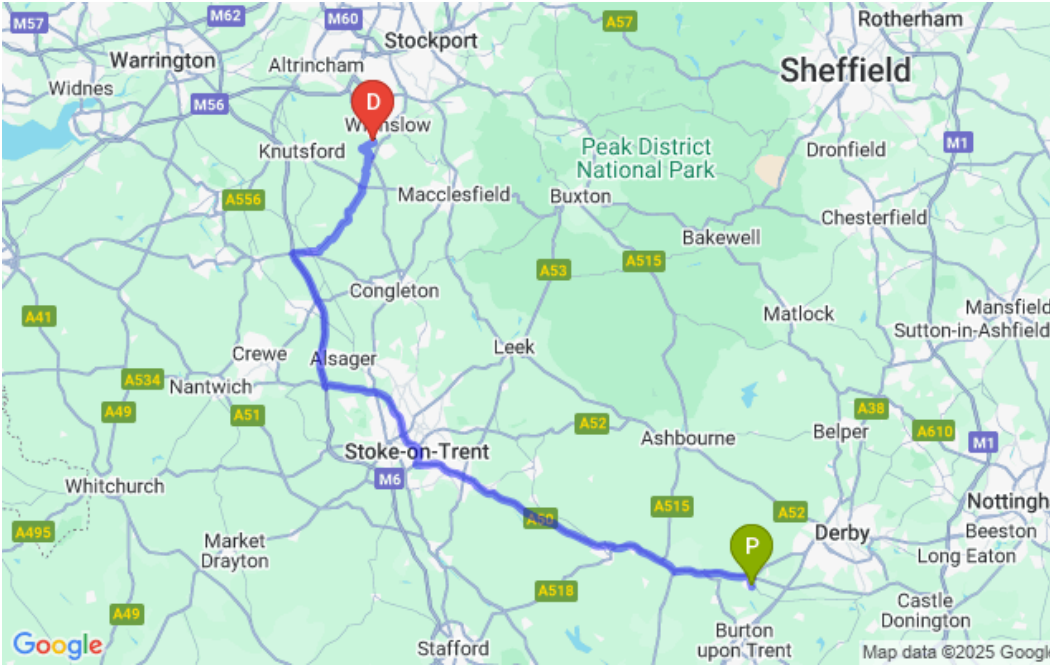 M57
M62
M60
A57
Rotherham
Stockport
Warrington
Altrincham
Sheffield
Widnes
M56
D
Knutsford
Peak District
National Park
Dronfield
M1
A556
Macclesfield
Buxton
Chesterfield
Bakewell
A53
A515
Congleton
A41
Matlock
Mansfield
Sutton-in-Ashfield
Crewe
Alsager
Leek
A534
Nantwich
A49
A51
A52
A38
A610
M1
Belper
Ashbourne
Stoke-on-Trent
M6
Whitchurch
A495
A50
A515
A52
Derby
Beeston
Long Eaton
P
Market
Drayton
A518
A49
Castle
Donington
Burton
upon Trent
Stafford
Google
Map data ©2025